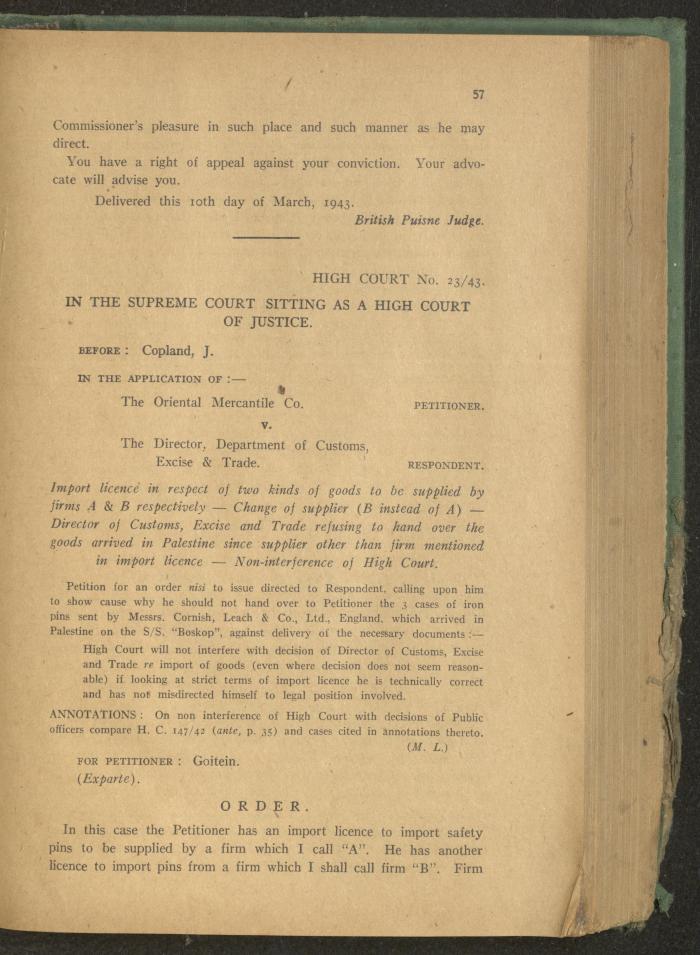 57
Commissioner's pleasure in such place and such manner as he may
direct.
You have a right of appeal against your conviction. Your advo-
cate will advise you.
Delivered this 10th day of March, 1943.
British Puisne Judge.
HIGH COURT No. 23/43.
IN THE SUPREME COURT SITTING AS A HIGH COURT
OF JUSTICE.
BEFORE : Copland, J.
IN THE APPLICATION OF :—
The Oriental Mercantile Co. PETITIONER.
v.
The Director, Department of Customs,
Excise & Trade. RESPONDENT.
Import licence in respect of two kinds of goods to be supplied by
firms A & B respectively — Change of supplier (B instead of A) —
Director of Customs, Excise and Trade refusing to hand over the
goods arrived in Palestine since supplier other than firm mentioned
in import licence — Non-interference of High Court.
Petition for an order nisi to issue directed to Respondent, calling upon him
to show cause why he should not hand over to Petitioner the 3 cases of iron
pins sent by Messrs. Cornish, Leach & Co., Ltd., England, which arrived in
Palestine on the S/S. "Boskop", against delivery of the necessary documents :—
High Court will not interfere with decision of Director of Customs, Excise
and Trade re import of goods (even where decision does not seem reason-
able) if looking at strict terms of import licence he is technically correct
and has not misdirected himself to legal position involved.
ANNOTATIONS : On non interference of High Court with decisions of Public
officers compare H. C. 147/42 (ante, p. 35) and cases cited in annotations thereto.
(M. L.)
FOR PETITIONER : Goitein.
(Exparte).
ORDER.
In this case the Petitioner has an import licence to import safety
pins to be supplied by a firm which I call "A". He has another
licence to import pins from a firm which I shall call firm "B". Firm